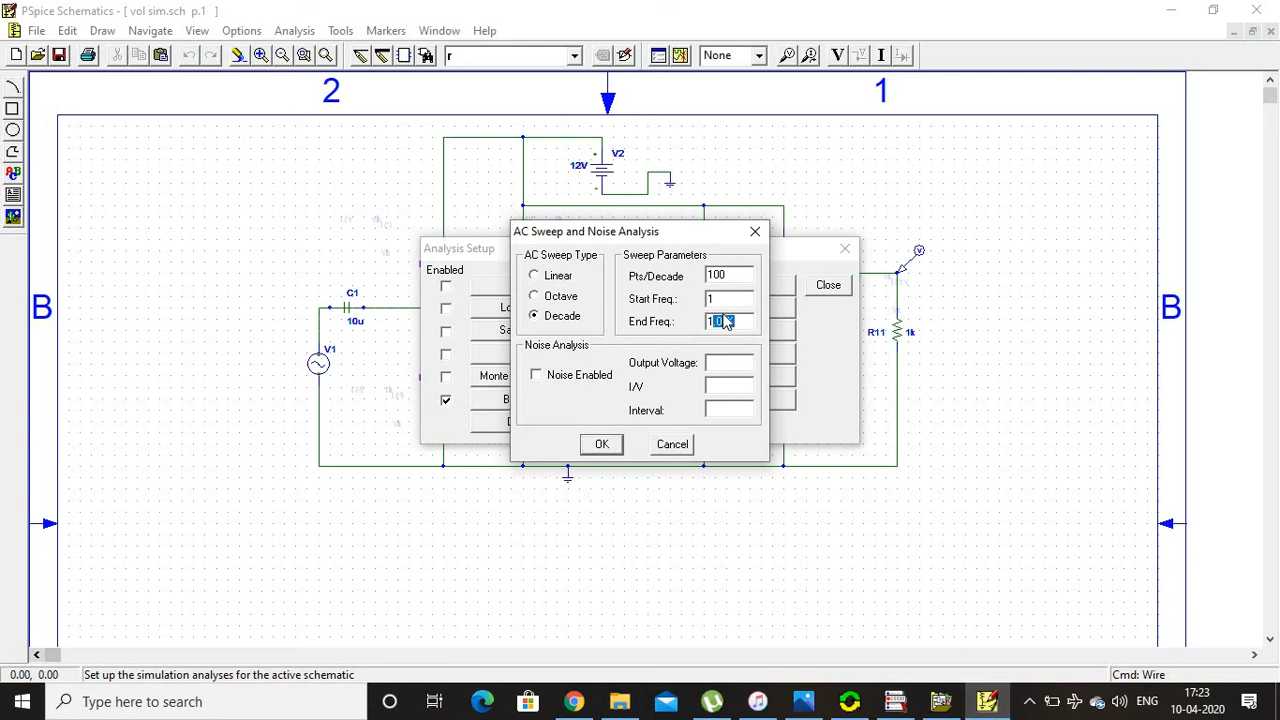 PSpice Schematics - [ vol sim.sch p.1 ]
File Edit Draw Navigate View Options Analysis Tools Markers Window Help
r None V I
ABC
2 1
V2
12V
AC Sweep and Noise Analysis
Analysis Setup
AC Sweep Type Sweep Parameters
Enabled
Linear Pts/Decade 100
Close
B B
C1
10u
Octave Start Freq.: 1
Decade End Freq.: 1
R11 1k
V1
Noise Analysis
Output Voltage:
Noise Enabled
Monte
I/V
Interval:
OK Cancel
0.00, 0.00 Set up the simulation analyses for the active schematic Cmd: Wire
Type here to search
ENG
17:23
10-04-2020